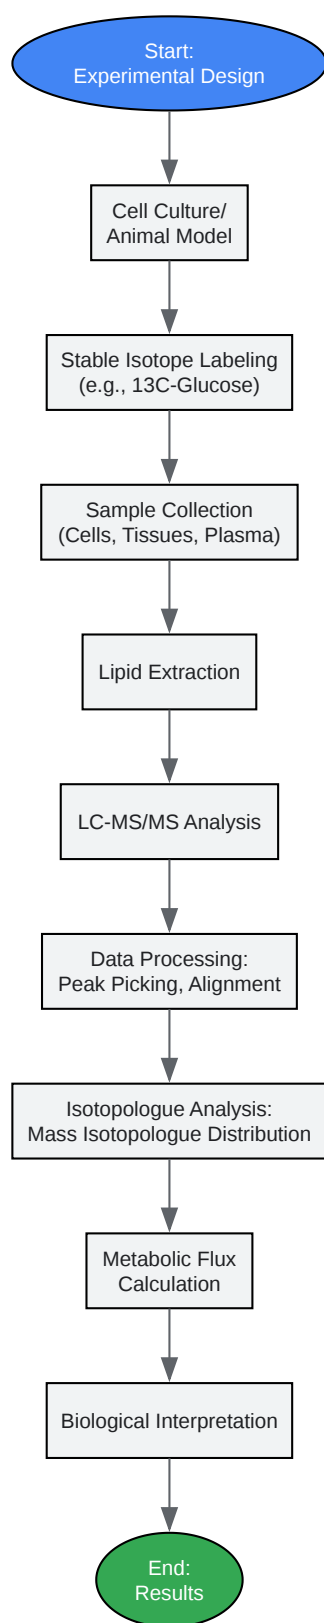 Start:
Experimental Design
Cell Culture/
Animal Model
Stable Isotope Labeling
(e.g., 13C-Glucose)
Sample Collection
(Cells, Tissues, Plasma)
Lipid Extraction
LC-MS/MS Analysis
Data Processing:
Peak Picking, Alignment
Isotopologue Analysis:
Mass Isotopologue Distribution
Metabolic Flux
Calculation
Biological Interpretation
End:
Results